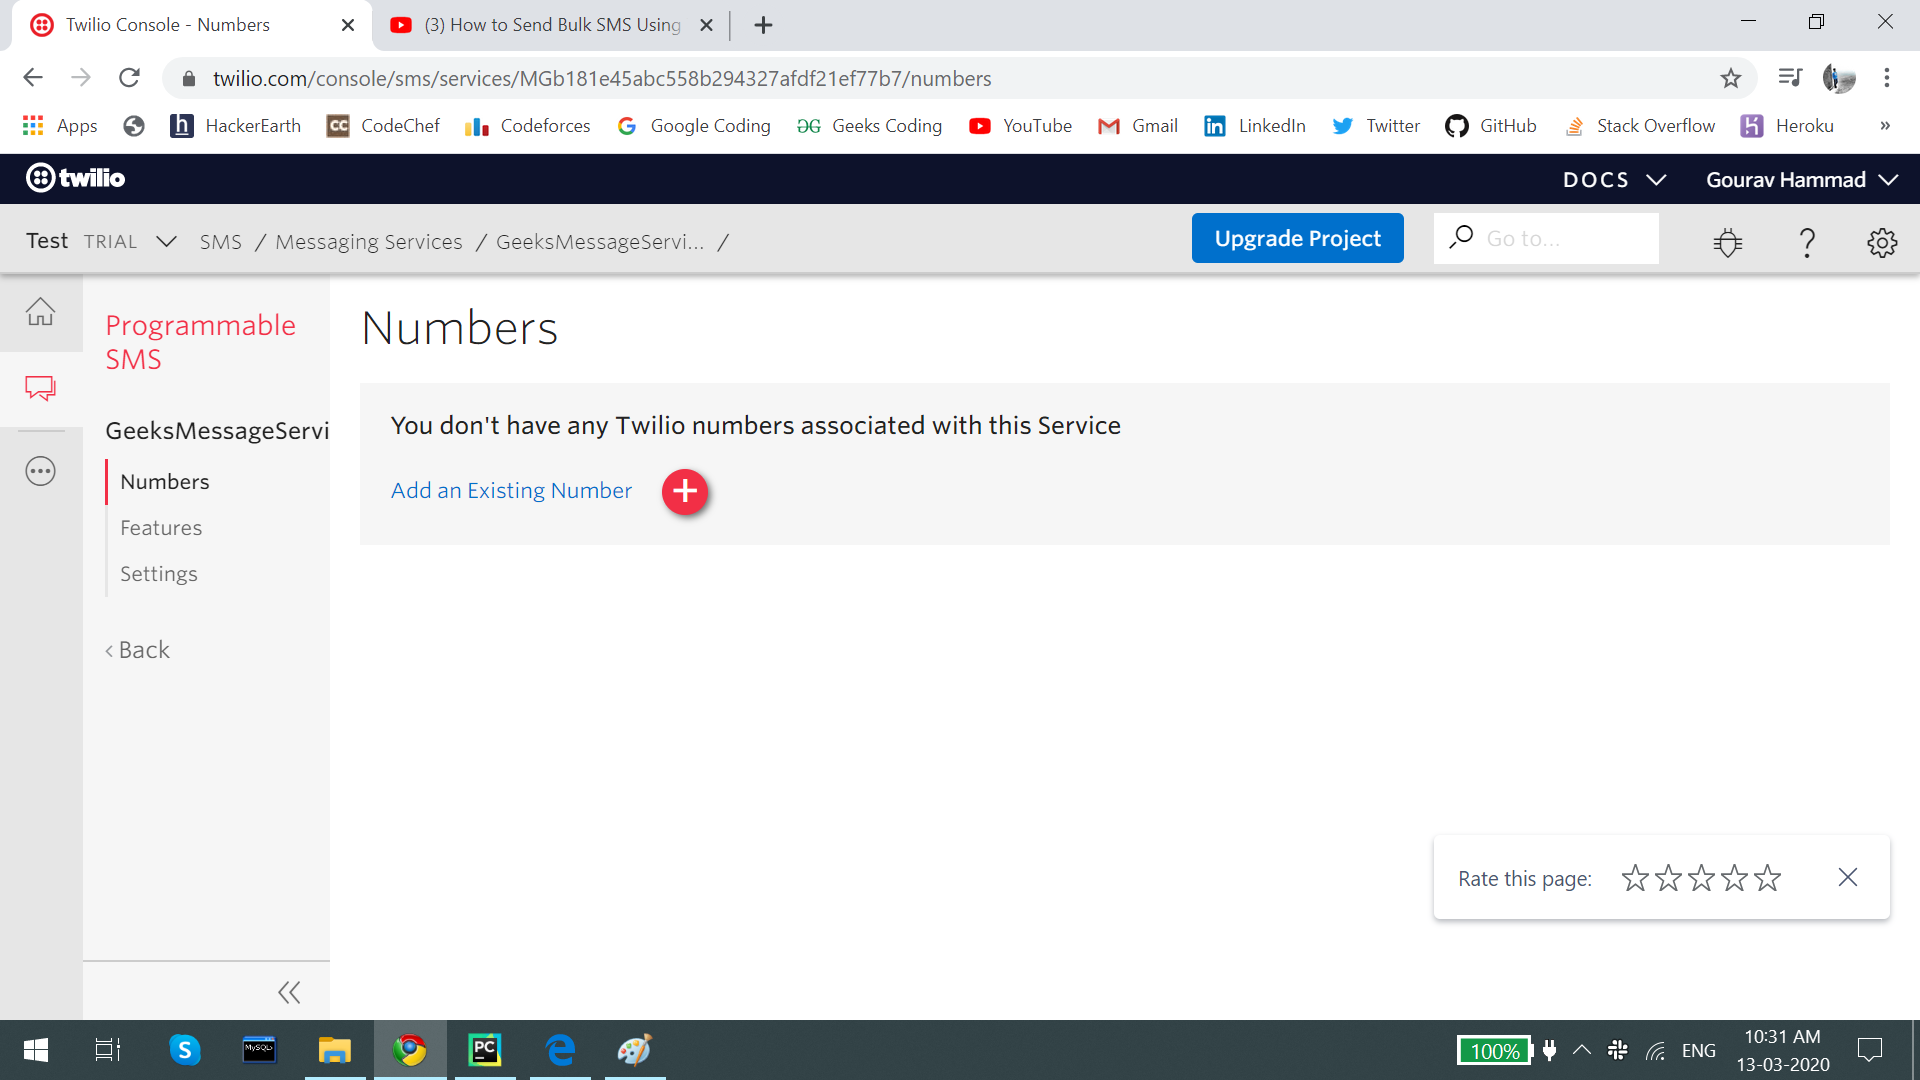 Twilio Console - Numbers
(3) How to Send Bulk SMS Using
twilio.com/console/sms/services/MGb181e45abc558b294327afdf21ef77b7/numbers
Apps
HackerEarth
CC CodeChef
Codeforces
Google Coding
Geeks Coding
YouTube
Gmail
LinkedIn
Twitter
GitHub
Stack Overflow
Heroku
»
twilio
DOCS
Gourav Hammad
Test TRIAL
SMS / Messaging Services / GeeksMessageServi... /
Upgrade Project
Go to...
Programmable
SMS
GeeksMessageServi
Numbers
Features
Settings
‹ Back
Numbers
You don't have any Twilio numbers associated with this Service
Add an Existing Number
Rate this page:
MySQL
PC
100%
ENG
10:31 AM
13-03-2020